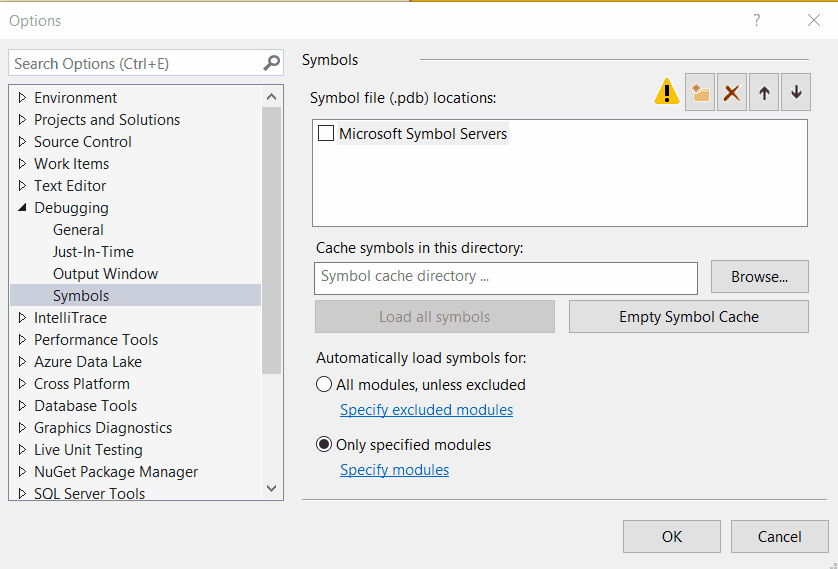 Options
Search Options (Ctrl+E)
Environment
Projects and Solutions
Source Control
Work Items
Text Editor
Debugging
General
Just-In-Time
Output Window
Symbols
IntelliTrace
Performance Tools
Azure Data Lake
Cross Platform
Database Tools
Graphics Diagnostics
Live Unit Testing
NuGet Package Manager
SQL Server Tools
Symbols
Symbol file (.pdb) locations:
Microsoft Symbol Servers
Cache symbols in this directory:
Symbol cache directory ...
Browse...
Load all symbols
Empty Symbol Cache
Automatically load symbols for:
All modules, unless excluded
Specify excluded modules
Only specified modules
Specify modules
OK
Cancel